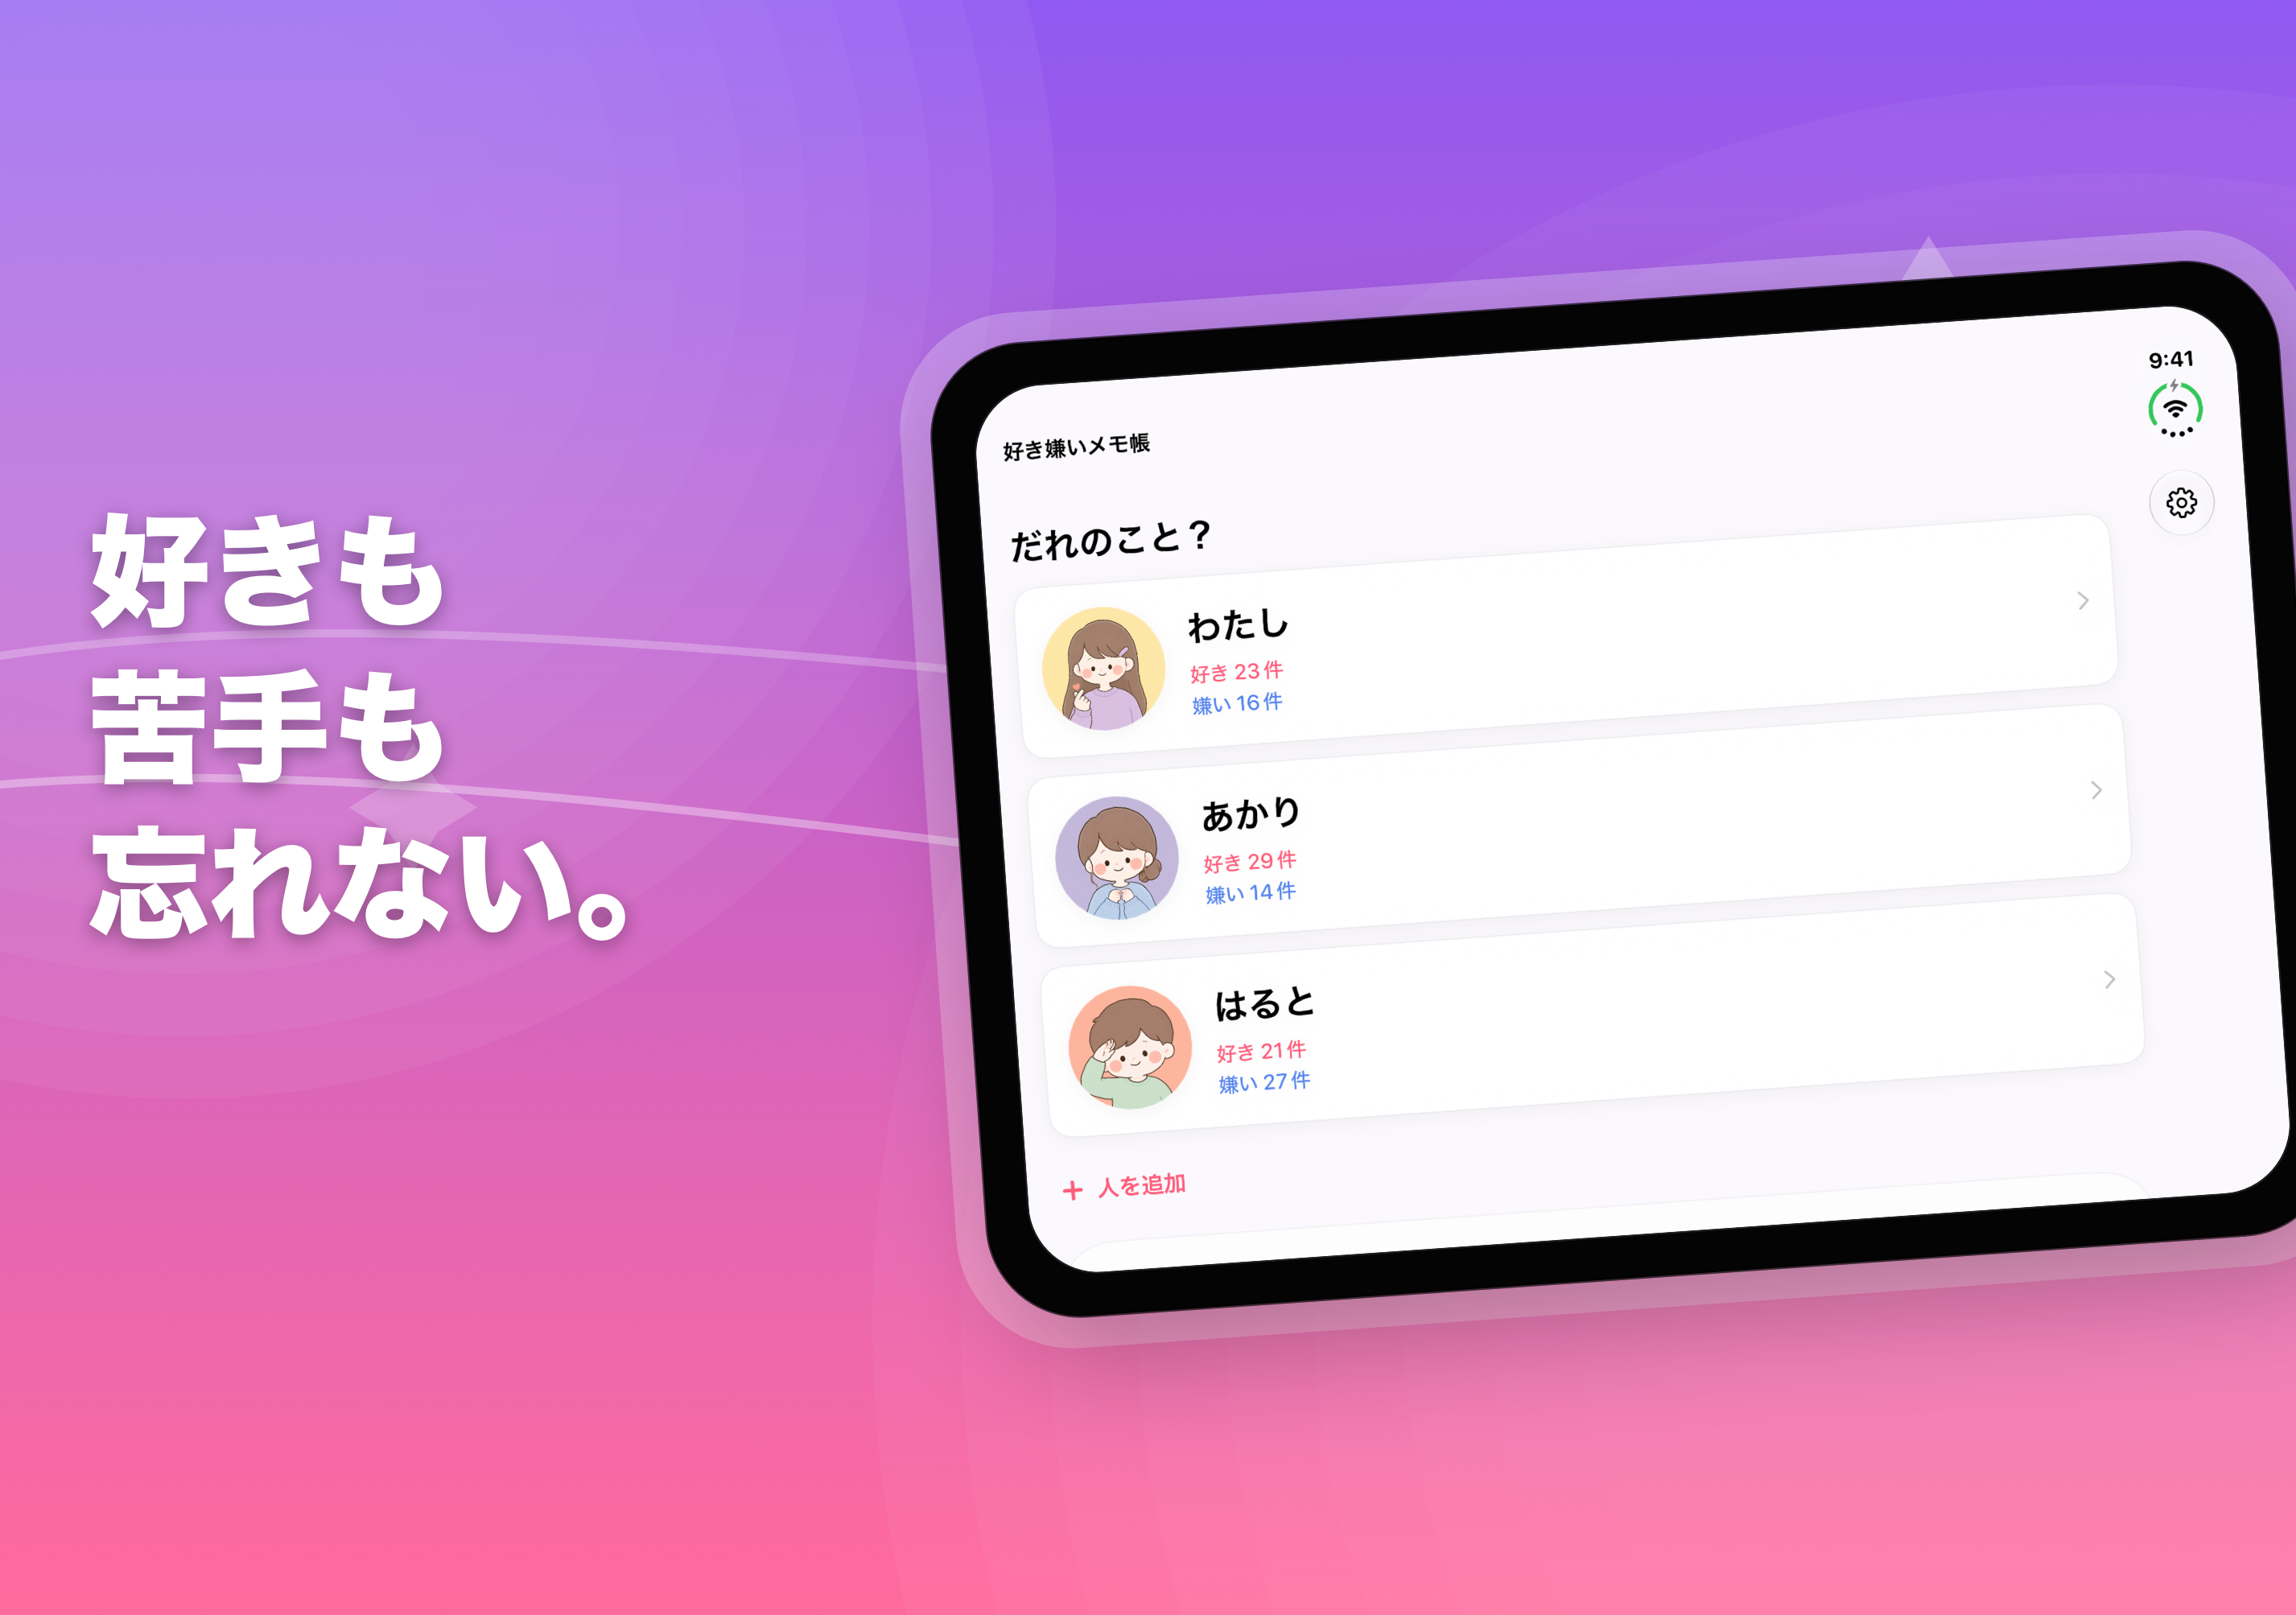 好きも
苦手も
忘れない。
9:41
好き嫌いメモ帳
だれのこと？
わたし
好き 23 件
嫌い 16 件
あかり
好き 29 件
嫌い 14 件
はると
好き 21 件
嫌い 27 件
+ 人を追加